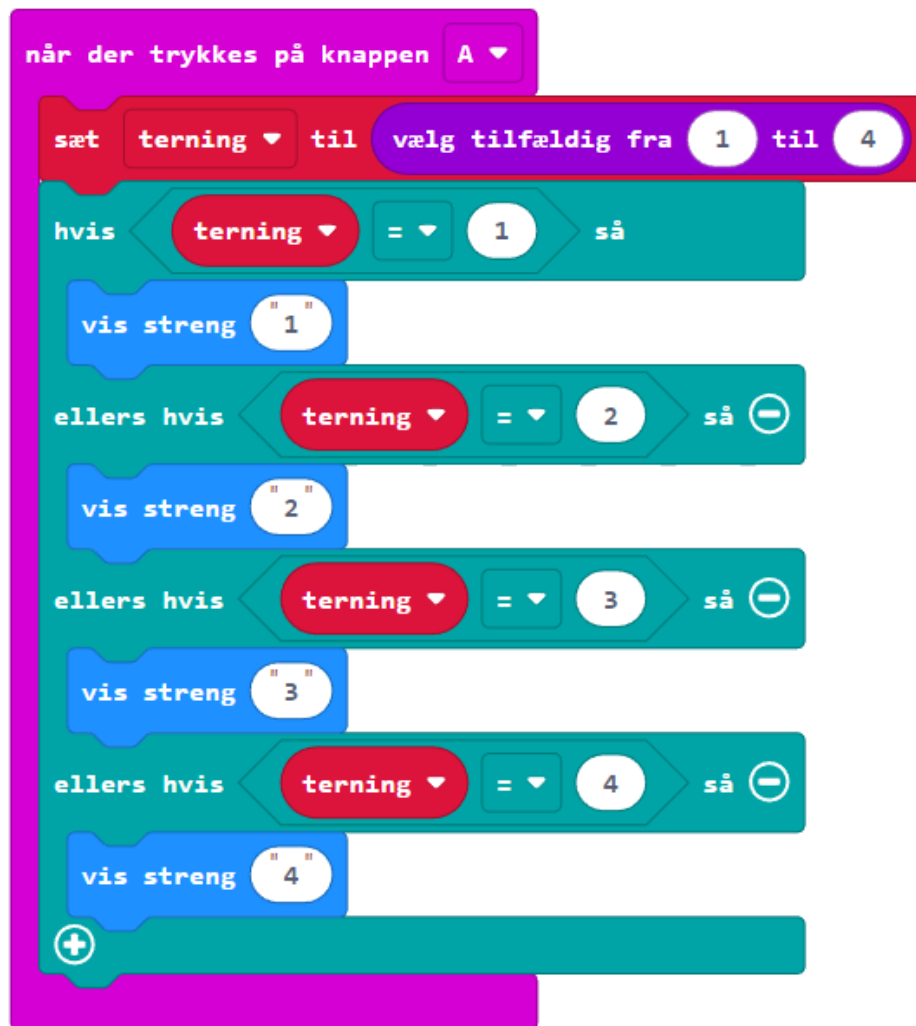 når der trykkes på knappen A
sæt terning til vælg tilfældig fra 1 til 4
hvis terning = 1 så
vis streng "1"
ellers hvis terning = 2 så
vis streng "2"
ellers hvis terning = 3 så
vis streng "3"
ellers hvis terning = 4 så
vis streng "4"